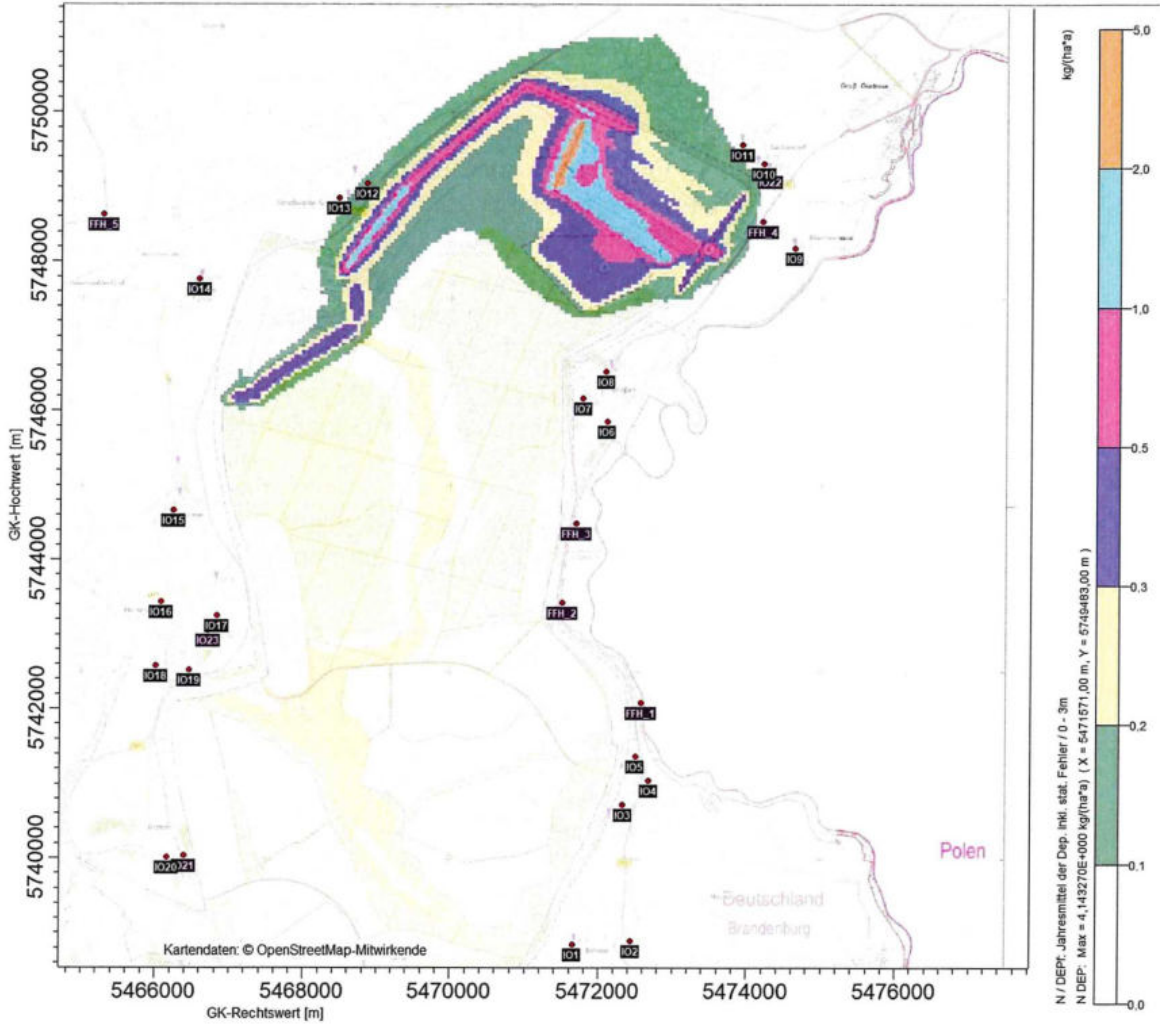 kg/(ha*a)
5,0
2,0
1,0
0,5
0,3
0,2
0,1
0,0
N / DEPf: Jahresmittel der Dep. inkl. stat. Fehler / 0 - 3m
N DEP: Max = 4,143270E+000 kg/(ha*a) ( X = 5471571,00 m, Y = 5749483,00 m )
GK-Hochwert [m]
5750000
5748000
5746000
5744000
5742000
5740000
IO11
IO10
IO22
IO12
IO13
FFH_5
FFH_4
IO9
IO14
IO8
IO7
IO6
IO15
FFH_3
IO16
FFH_2
IO17
IO23
IO18
IO19
FFH_1
IO5
IO4
IO3
IO20
O21
Polen
Deutschland
Brandenburg
IO1
IO2
Kartendaten: © OpenStreetMap-Mitwirkende
5466000
5468000
5470000
5472000
5474000
5476000
GK-Rechtswert [m]